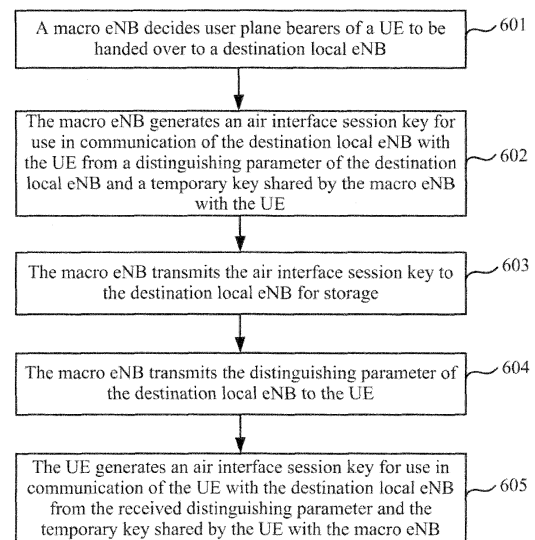 A macro eNB decides user plane bearers of a UE to be
handed over to a destination local eNB
601
The macro eNB generates an air interface session key for
use in communication of the destination local eNB with
the UE from a distinguishing parameter of the destination
local eNB and a temporary key shared by the macro eNB
with the UE
602
The macro eNB transmits the air interface session key to
the destination local eNB for storage
603
The macro eNB transmits the distinguishing parameter of
the destination local eNB to the UE
604
The UE generates an air interface session key for use in
communication of the UE with the destination local eNB
from the received distinguishing parameter and the
temporary key shared by the UE with the macro eNB
605